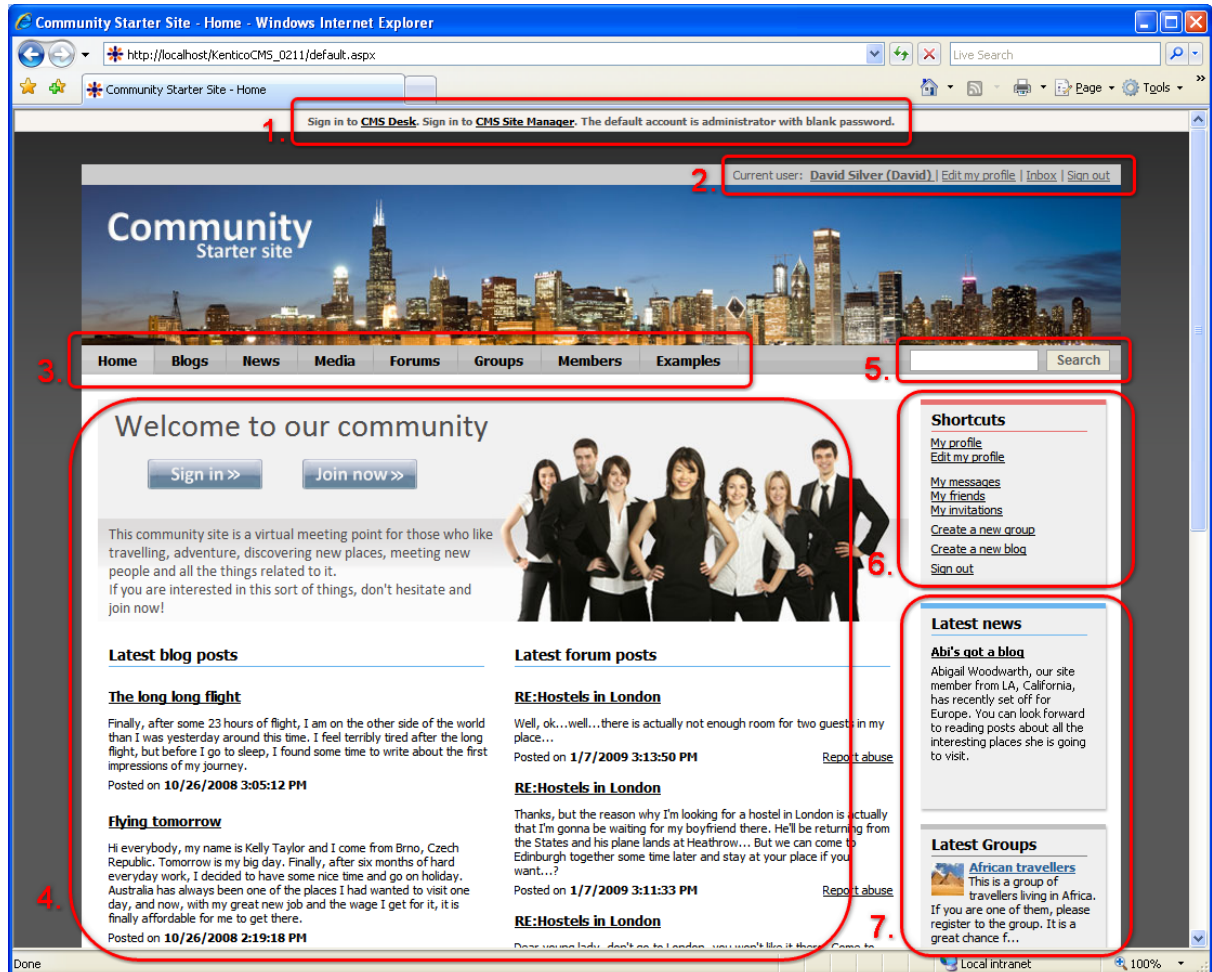 Community Starter Site - Home - Windows Internet Explorer
http://localhost/KenticoCMS_0211/default.aspx
Live Search
Community Starter Site - Home
Page
Tools
»
1.
Sign in to CMS Desk. Sign in to CMS Site Manager. The default account is administrator with blank password.
2.
Current user: David Silver (David) | Edit my profile | Inbox | Sign out
Community
Starter site
3.
Home Blogs News Media Forums Groups Members Examples
5.
Search
4.
Welcome to our community
Sign in »
Join now »
This community site is a virtual meeting point for those who like
travelling, adventure, discovering new places, meeting new
people and all the things related to it.
If you are interested in this sort of things, don't hesitate and
join now!
Latest blog posts
The long long flight
Finally, after some 23 hours of flight, I am on the other side of the world
than I was yesterday around this time. I feel terribly tired after the long
flight, but before I go to sleep, I found some time to write about the first
impressions of my journey.
Posted on 10/26/2008 3:05:12 PM
Flying tomorrow
Hi everybody, my name is Kelly Taylor and I come from Brno, Czech
Republic. Tomorrow is my big day. Finally, after six months of hard
everyday work, I decided to have some nice time and go on holiday.
Australia has always been one of the places I had wanted to visit one
day, and now, with my great new job and the wage I get for it, it is
finally affordable for me to get there.
Posted on 10/26/2008 2:19:18 PM
Latest forum posts
RE:Hostels in London
Well, ok...well...there is actually not enough room for two guests in my
place...
Posted on 1/7/2009 3:13:50 PM
Report abuse
RE:Hostels in London
Thanks, but the reason why I'm looking for a hostel in London is actually
that I'm gonna be waiting for my boyfriend there. He'll be returning from
the States and his plane lands at Heathrow... But we can come to
Edinburgh together some time later and stay at your place if you
want...?
Posted on 1/7/2009 3:11:33 PM
Report abuse
RE:Hostels in London
Dear young lady, don't go to London, you won't like it there. Come to
6.
Shortcuts
My profile
Edit my profile
My messages
My friends
My invitations
Create a new group
Create a new blog
Sign out
7.
Latest news
Abi's got a blog
Abigail Woodwarth, our site
member from LA, California,
has recently set off for
Europe. You can look forward
to reading posts about all the
interesting places she is going
to visit.
Latest Groups
African travellers
This is a group of
travellers living in Africa.
If you are one of them, please
register to the group. It is a
great chance f...
Done
Local intranet
100%